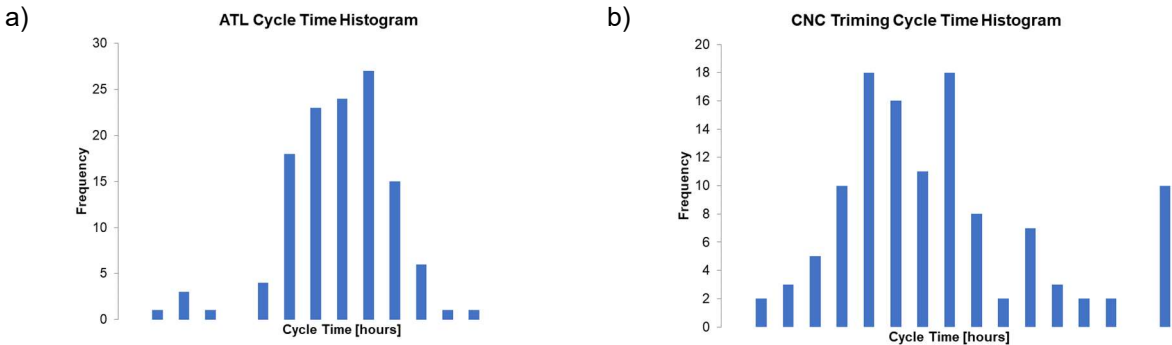 a)
ATL Cycle Time Histogram
30
25
20
15
10
5
0
Frequency
Cycle Time [hours]
b)
CNC Triming Cycle Time Histogram
20
18
16
14
12
10
8
6
4
2
0
Frequency
Cycle Time [hours]